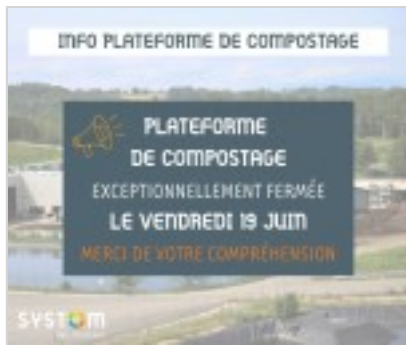 INFO PLATEFORME DE COMPOSTAGE
PLATEFORME
DE COMPOSTAGE
EXCEPTIONNELLEMENT FERMÉE
LE VENDREDI 19 JUIN
MERCI DE VOTRE COMPRÉHENSION
SYSTOM